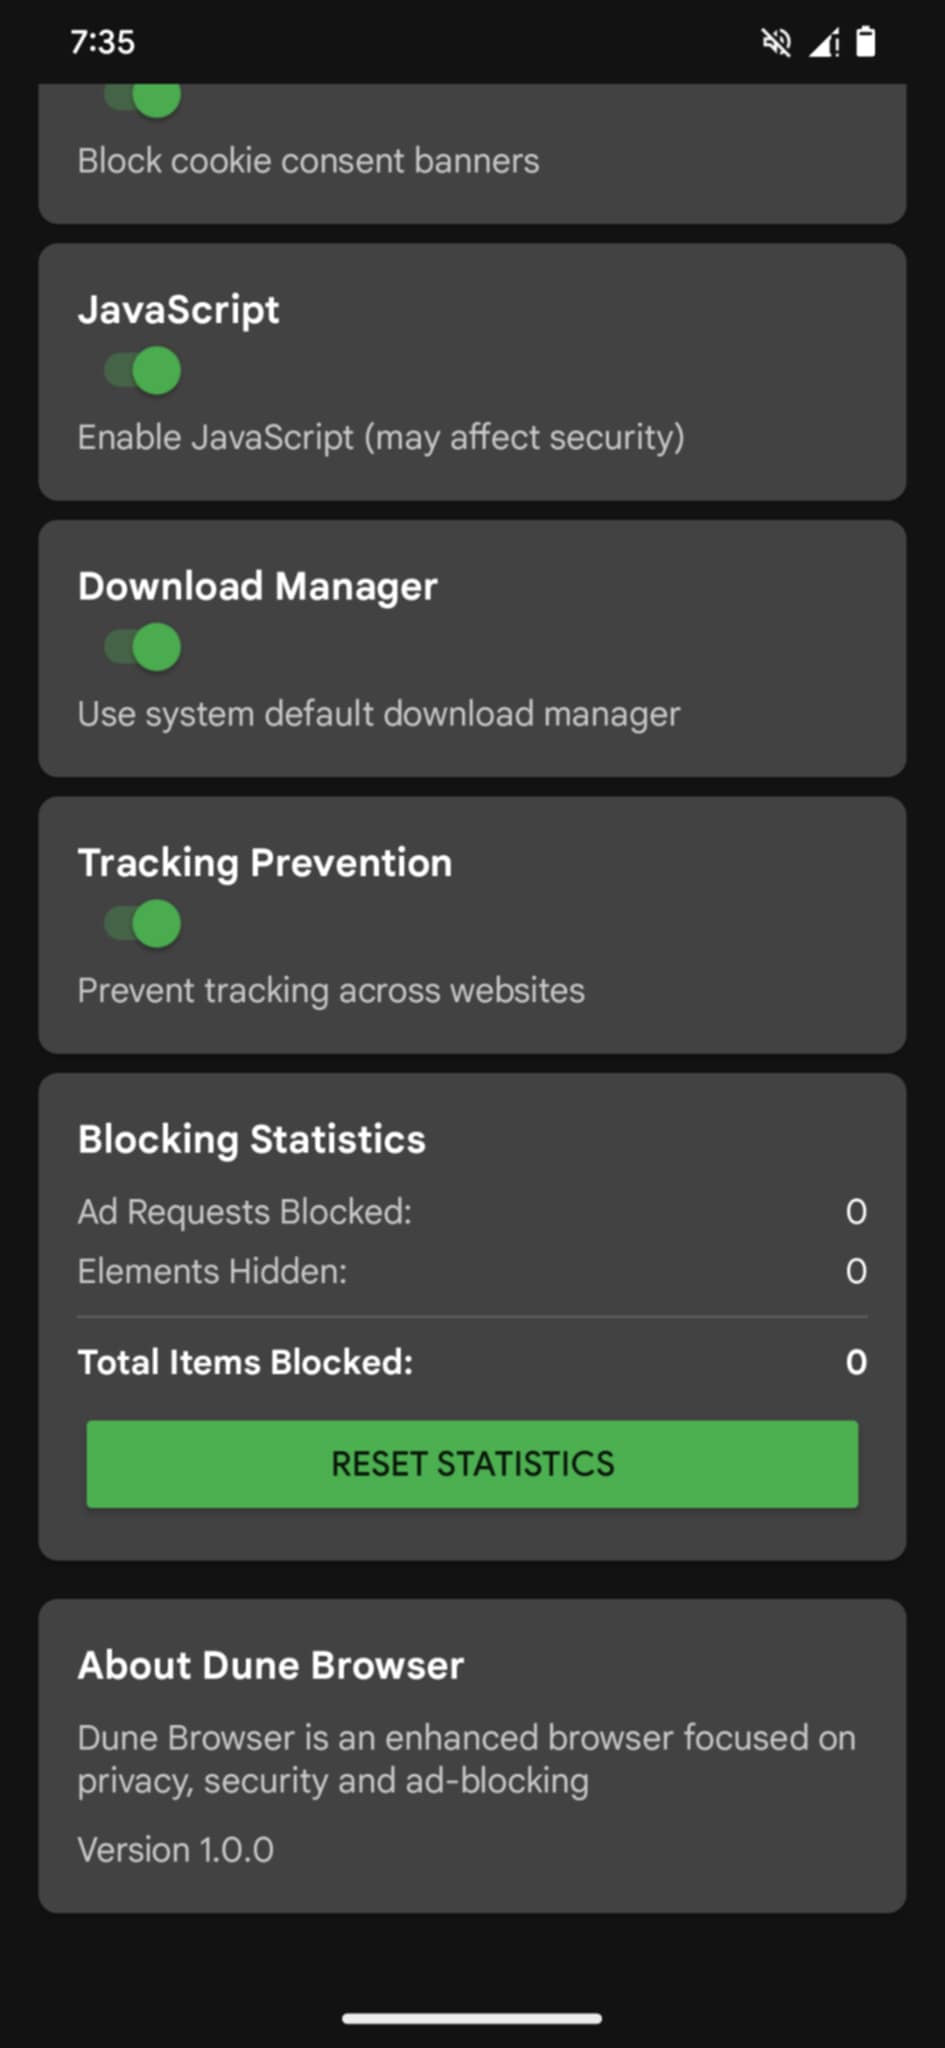 7:35
Block cookie consent banners
JavaScript
Enable JavaScript (may affect security)
Download Manager
Use system default download manager
Tracking Prevention
Prevent tracking across websites
Blocking Statistics
Ad Requests Blocked: 0
Elements Hidden: 0
Total Items Blocked: 0
RESET STATISTICS
About Dune Browser
Dune Browser is an enhanced browser focused on
privacy, security and ad-blocking
Version 1.0.0